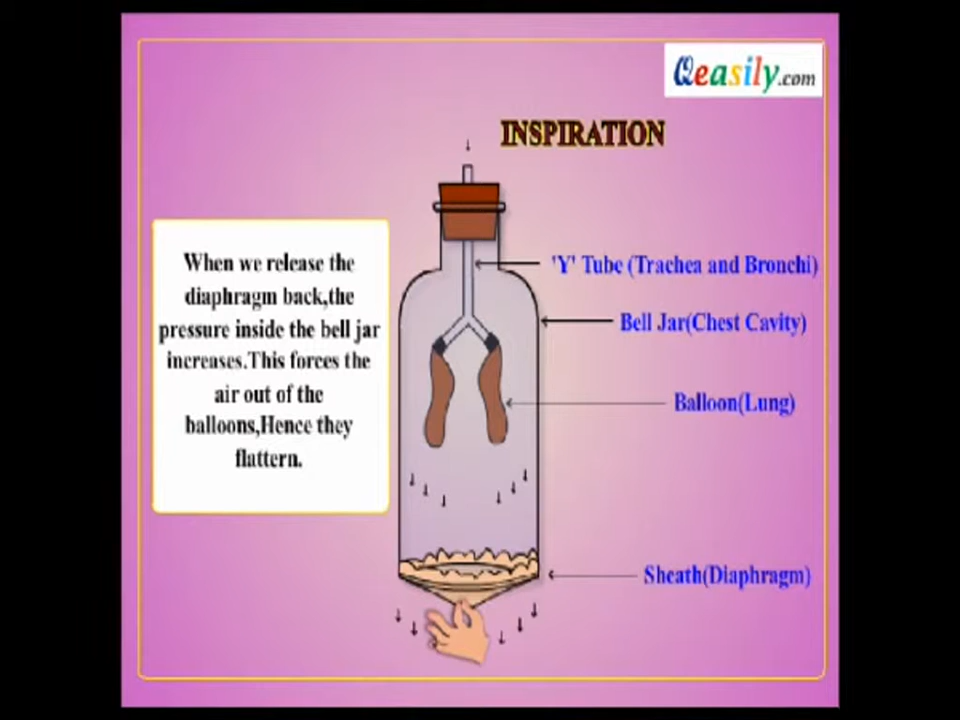 Qeasily.com
INSPIRATION
When we release the
diaphragm back,the
pressure inside the bell jar
increases.This forces the
air out of the
balloons,Hence they
flattern.
'Y' Tube (Trachea and Bronchi)
Bell Jar(Chest Cavity)
Balloon(Lung)
Sheath(Diaphragm)